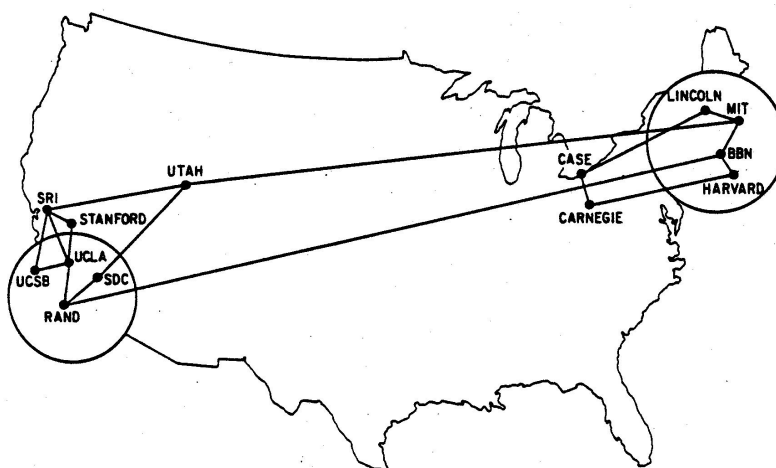 LINCOLN
MIT
BBN
CASE
HARVARD
CARNEGIE
UTAH
SRI
STANFORD
UCLA
UCSB
SDC
RAND